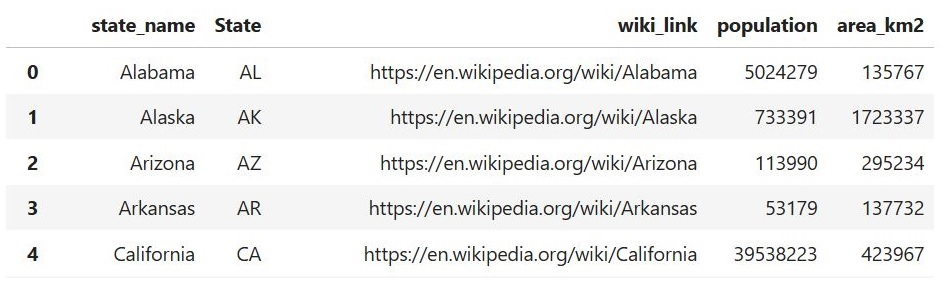 state_name State wiki_link population area_km2
0 Alabama AL https://en.wikipedia.org/wiki/Alabama 5024279 135767
1 Alaska AK https://en.wikipedia.org/wiki/Alaska 733391 1723337
2 Arizona AZ https://en.wikipedia.org/wiki/Arizona 113990 295234
3 Arkansas AR https://en.wikipedia.org/wiki/Arkansas 53179 137732
4 California CA https://en.wikipedia.org/wiki/California 39538223 423967